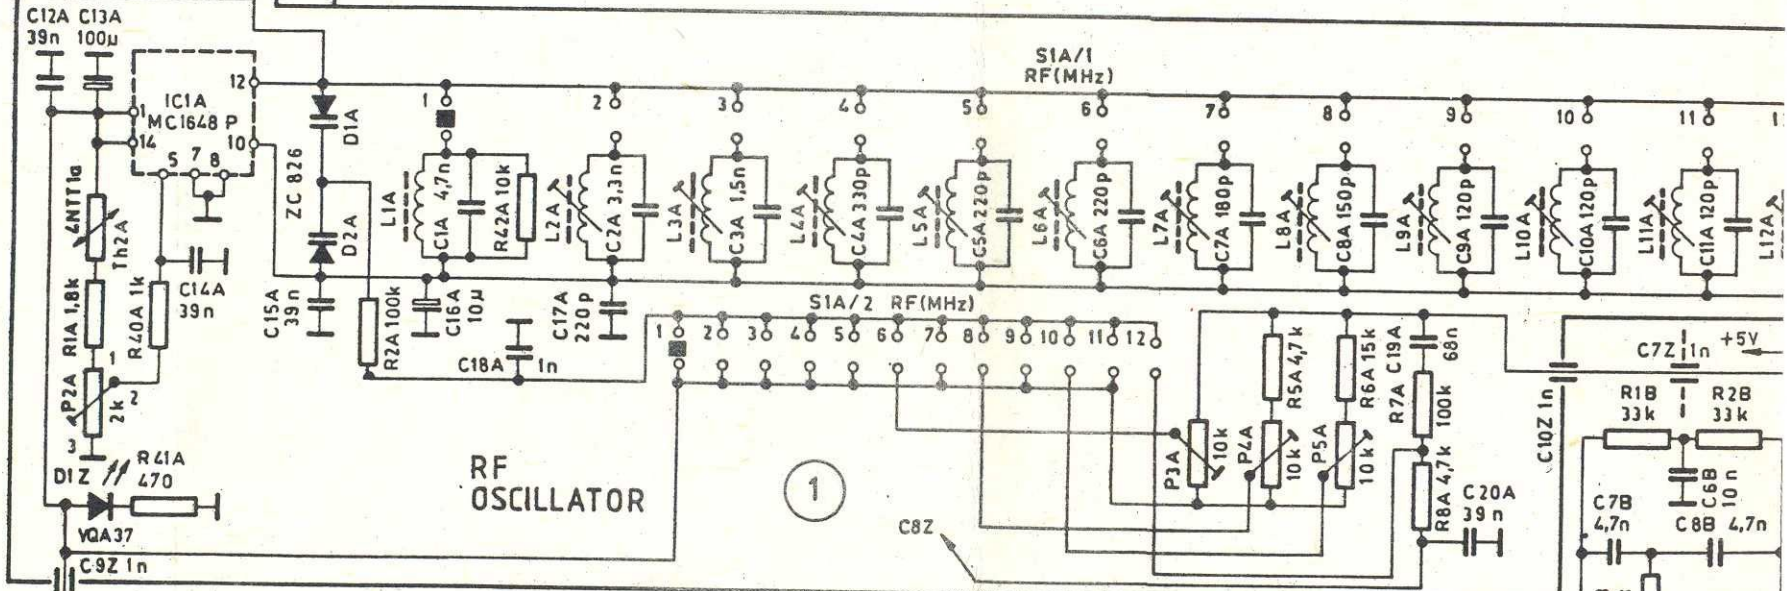 C12A C13A
39n 100µ
S1A/1
RF(MHz)
12
1 2 3 4 5 6 7 8 9 10 11
1
IC1A
MC1648 P
14
10
5 7 8
D1A
ZC 826
D2A
4NTT1a
Th2A
C14A
39n
R1A 1,8k
R40A 1k
1
P2A
2k
2
3
C15A
39n
R2A 100k
L1A
C1A 4,7n
R42A 10k
C16A
10µ
C18A
1n
L2A
C2A 3,3n
C17A
220p
L3A
C3A 1,5n
L4A
C4A 330p
L5A
C5A 220p
L6A
C6A 220p
L7A
C7A 180p
L8A
C8A 150p
L9A
C9A 120p
L10A
C10A 120p
L11A
C11A 120p
L12A
S1A/2 RF(MHz)
1 2 3 4 5 6 7 8 9 10 11 12
P3A
10k
R5A 4,7k
P4A
10k
R6A 15k
P5A
10k
C19A
68n
R7A
100k
R8A 4,7k
C20A
39n
C8Z
D1Z
R41A
470
VQA37
C9Z 1n
RF
OSCILLATOR
1
C10Z 1n
C7Z 1n
+5V
R1B
33k
R2B
33k
C6B
10n
C7B
4,7n
C8B 4,7n